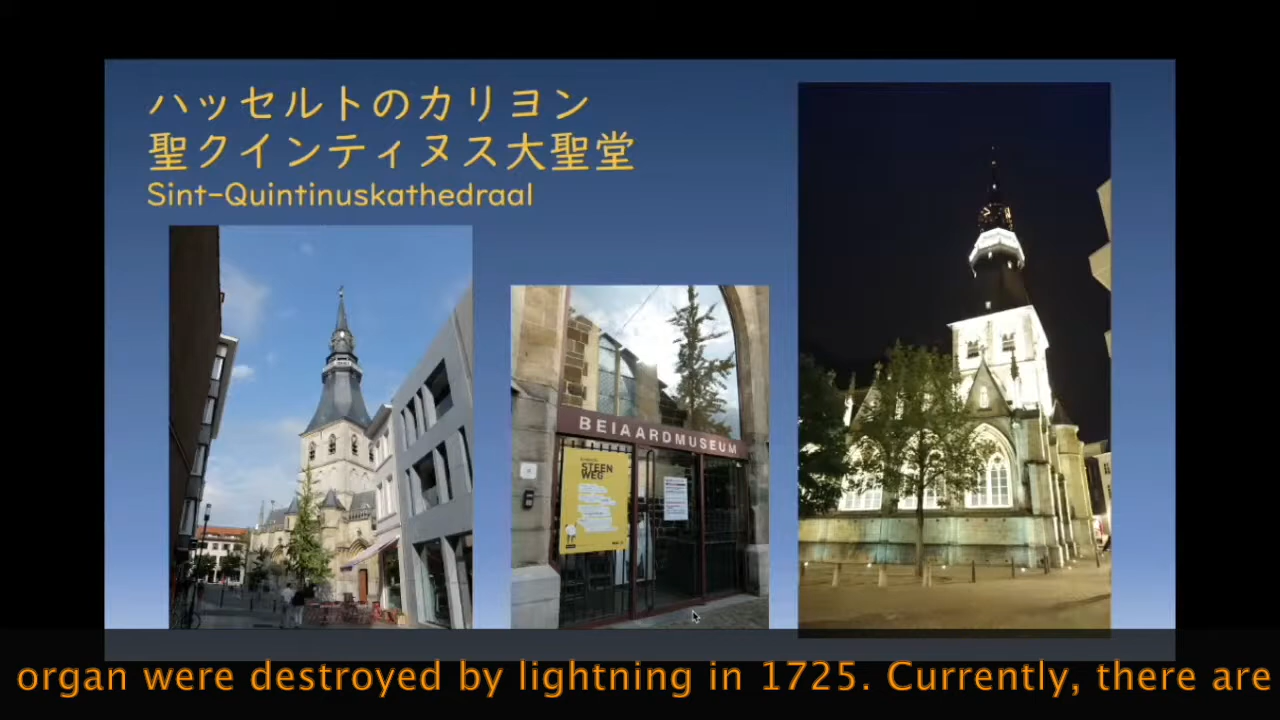 ハッセルトのカリヨン
聖クインティヌス大聖堂
Sint-Quintinuskathedraal
BEIAARDMUSEUM
STEEN
WEG
organ were destroyed by lightning in 1725. Currently, there are